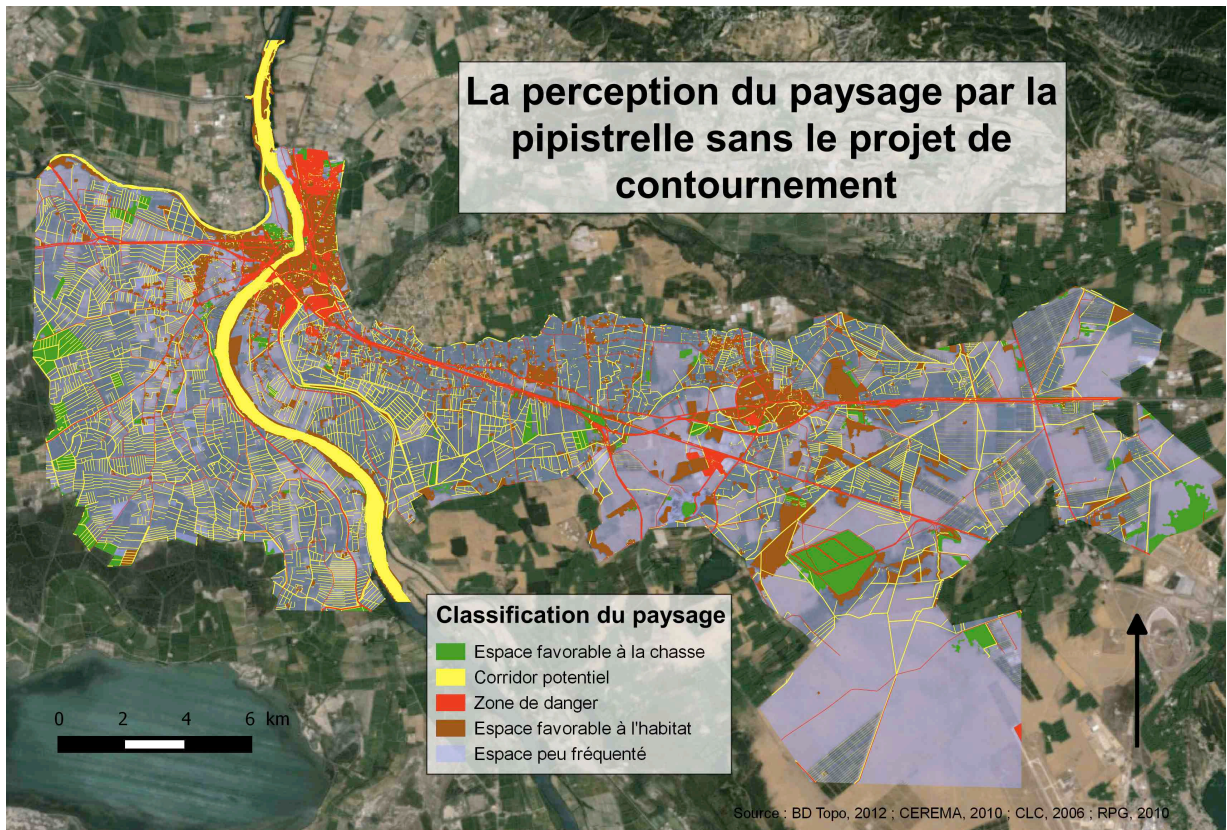 La perception du paysage par la
pipistrelle sans le projet de
contournement
Classification du paysage
Espace favorable à la chasse
Corridor potentiel
Zone de danger
Espace favorable à l'habitat
Espace peu fréquenté
0 2 4 6 km
Source : BD Topo, 2012 ; CEREMA, 2010 ; CLC, 2006 ; RPG, 2010